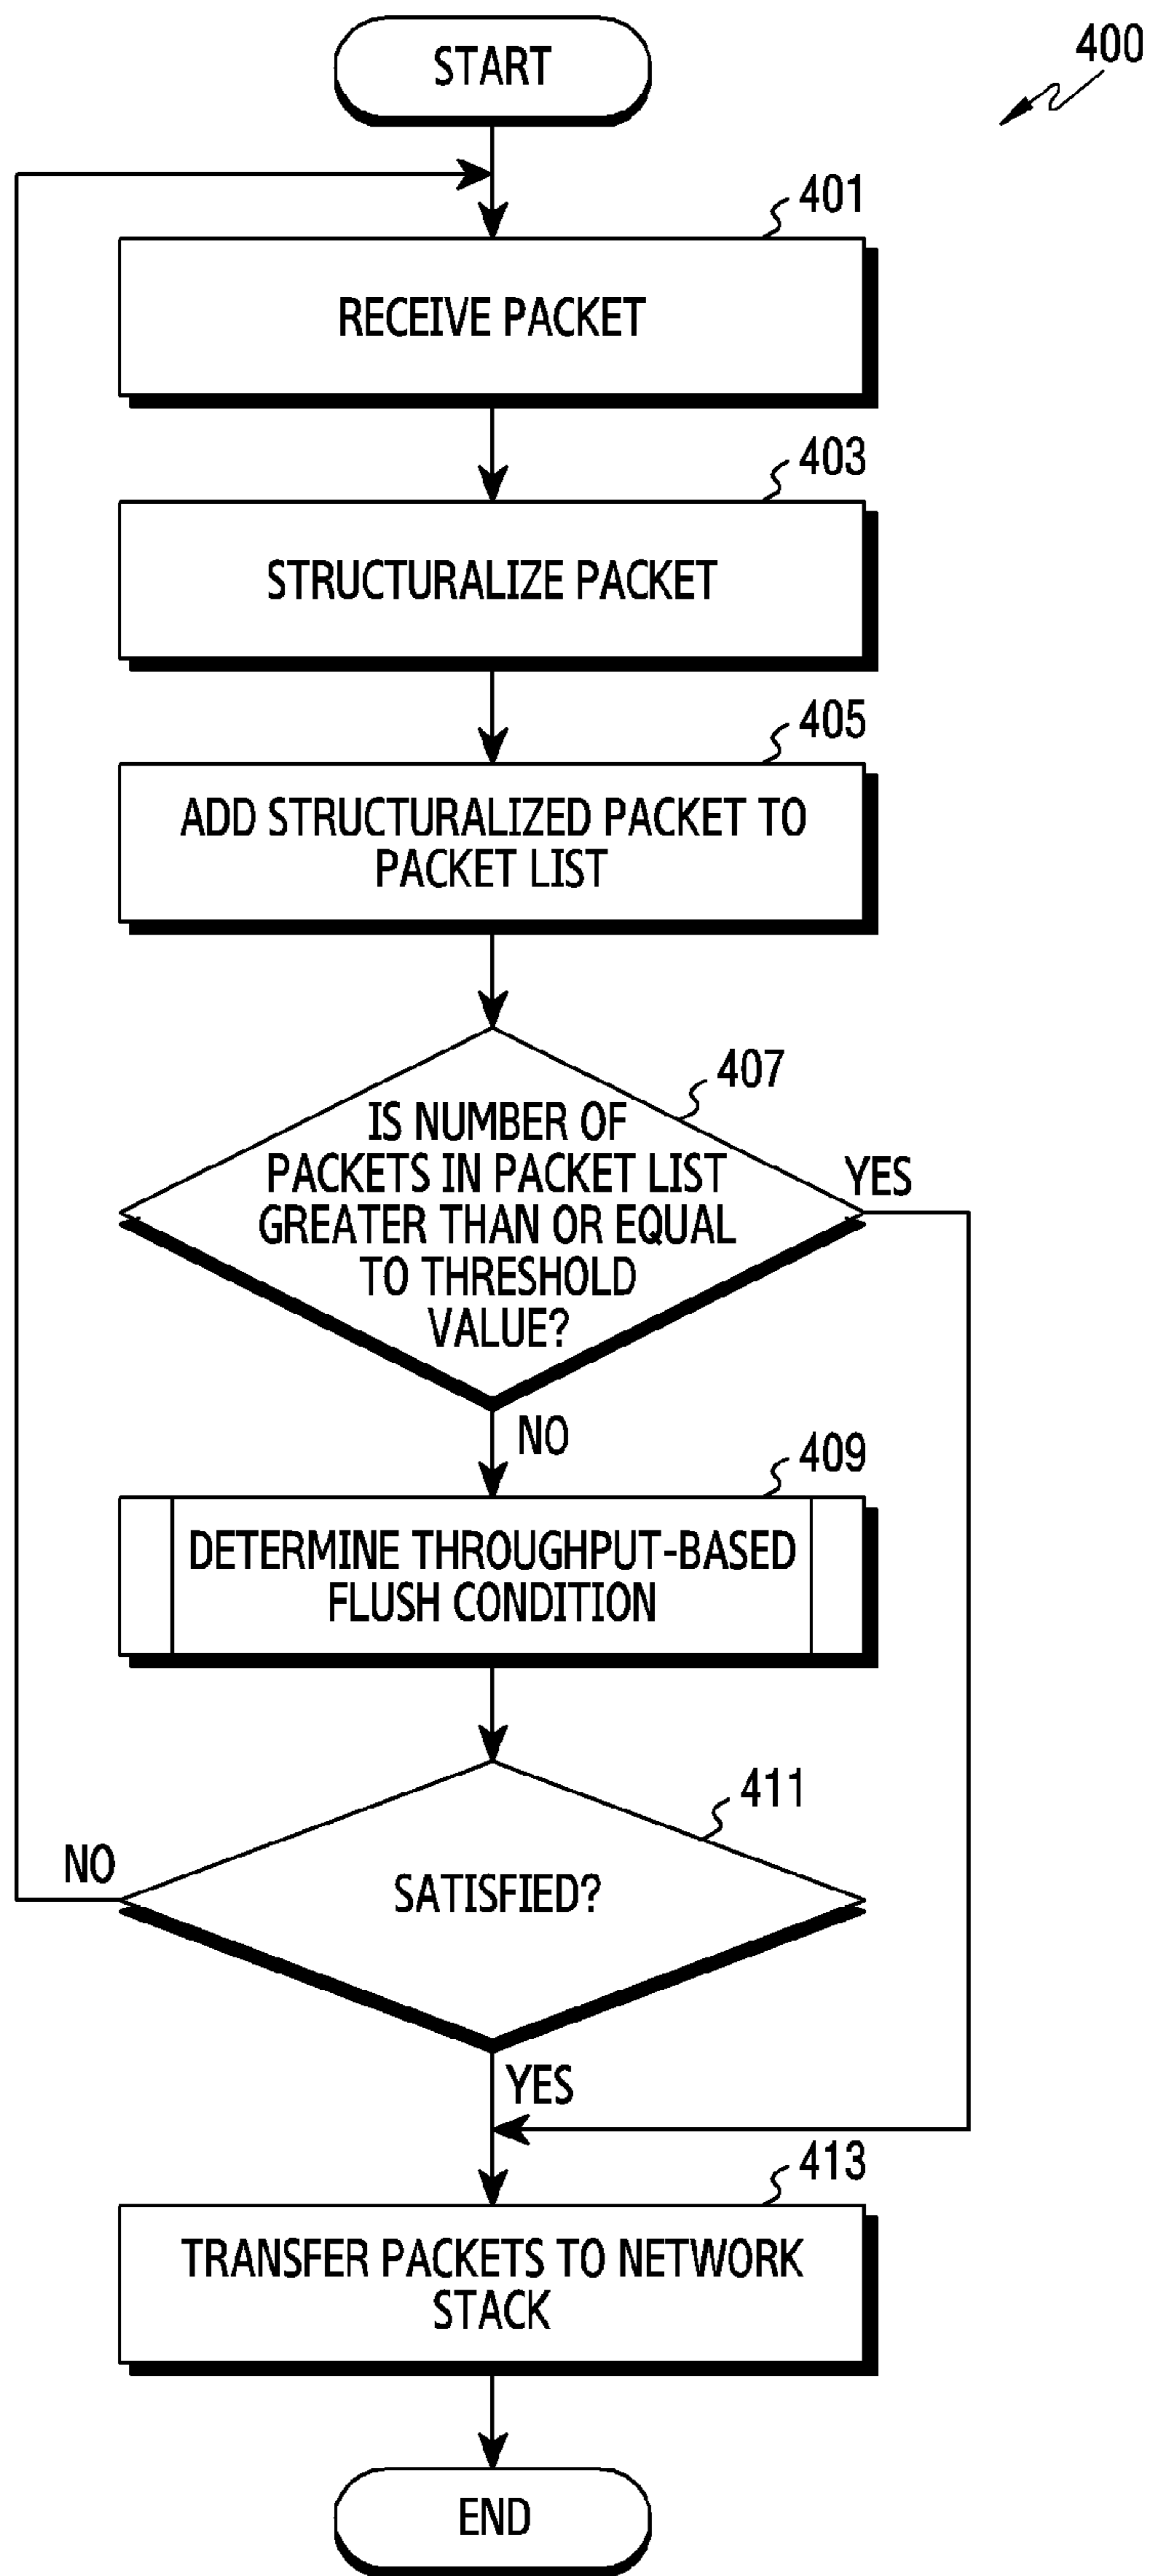 START
400
401
RECEIVE PACKET
403
STRUCTURALIZE PACKET
405
ADD STRUCTURALIZED PACKET TO
PACKET LIST
407
IS NUMBER OF
PACKETS IN PACKET LIST
GREATER THAN OR EQUAL
TO THRESHOLD
VALUE?
YES
NO
409
DETERMINE THROUGHPUT-BASED
FLUSH CONDITION
411
SATISFIED?
NO
YES
413
TRANSFER PACKETS TO NETWORK
STACK
END